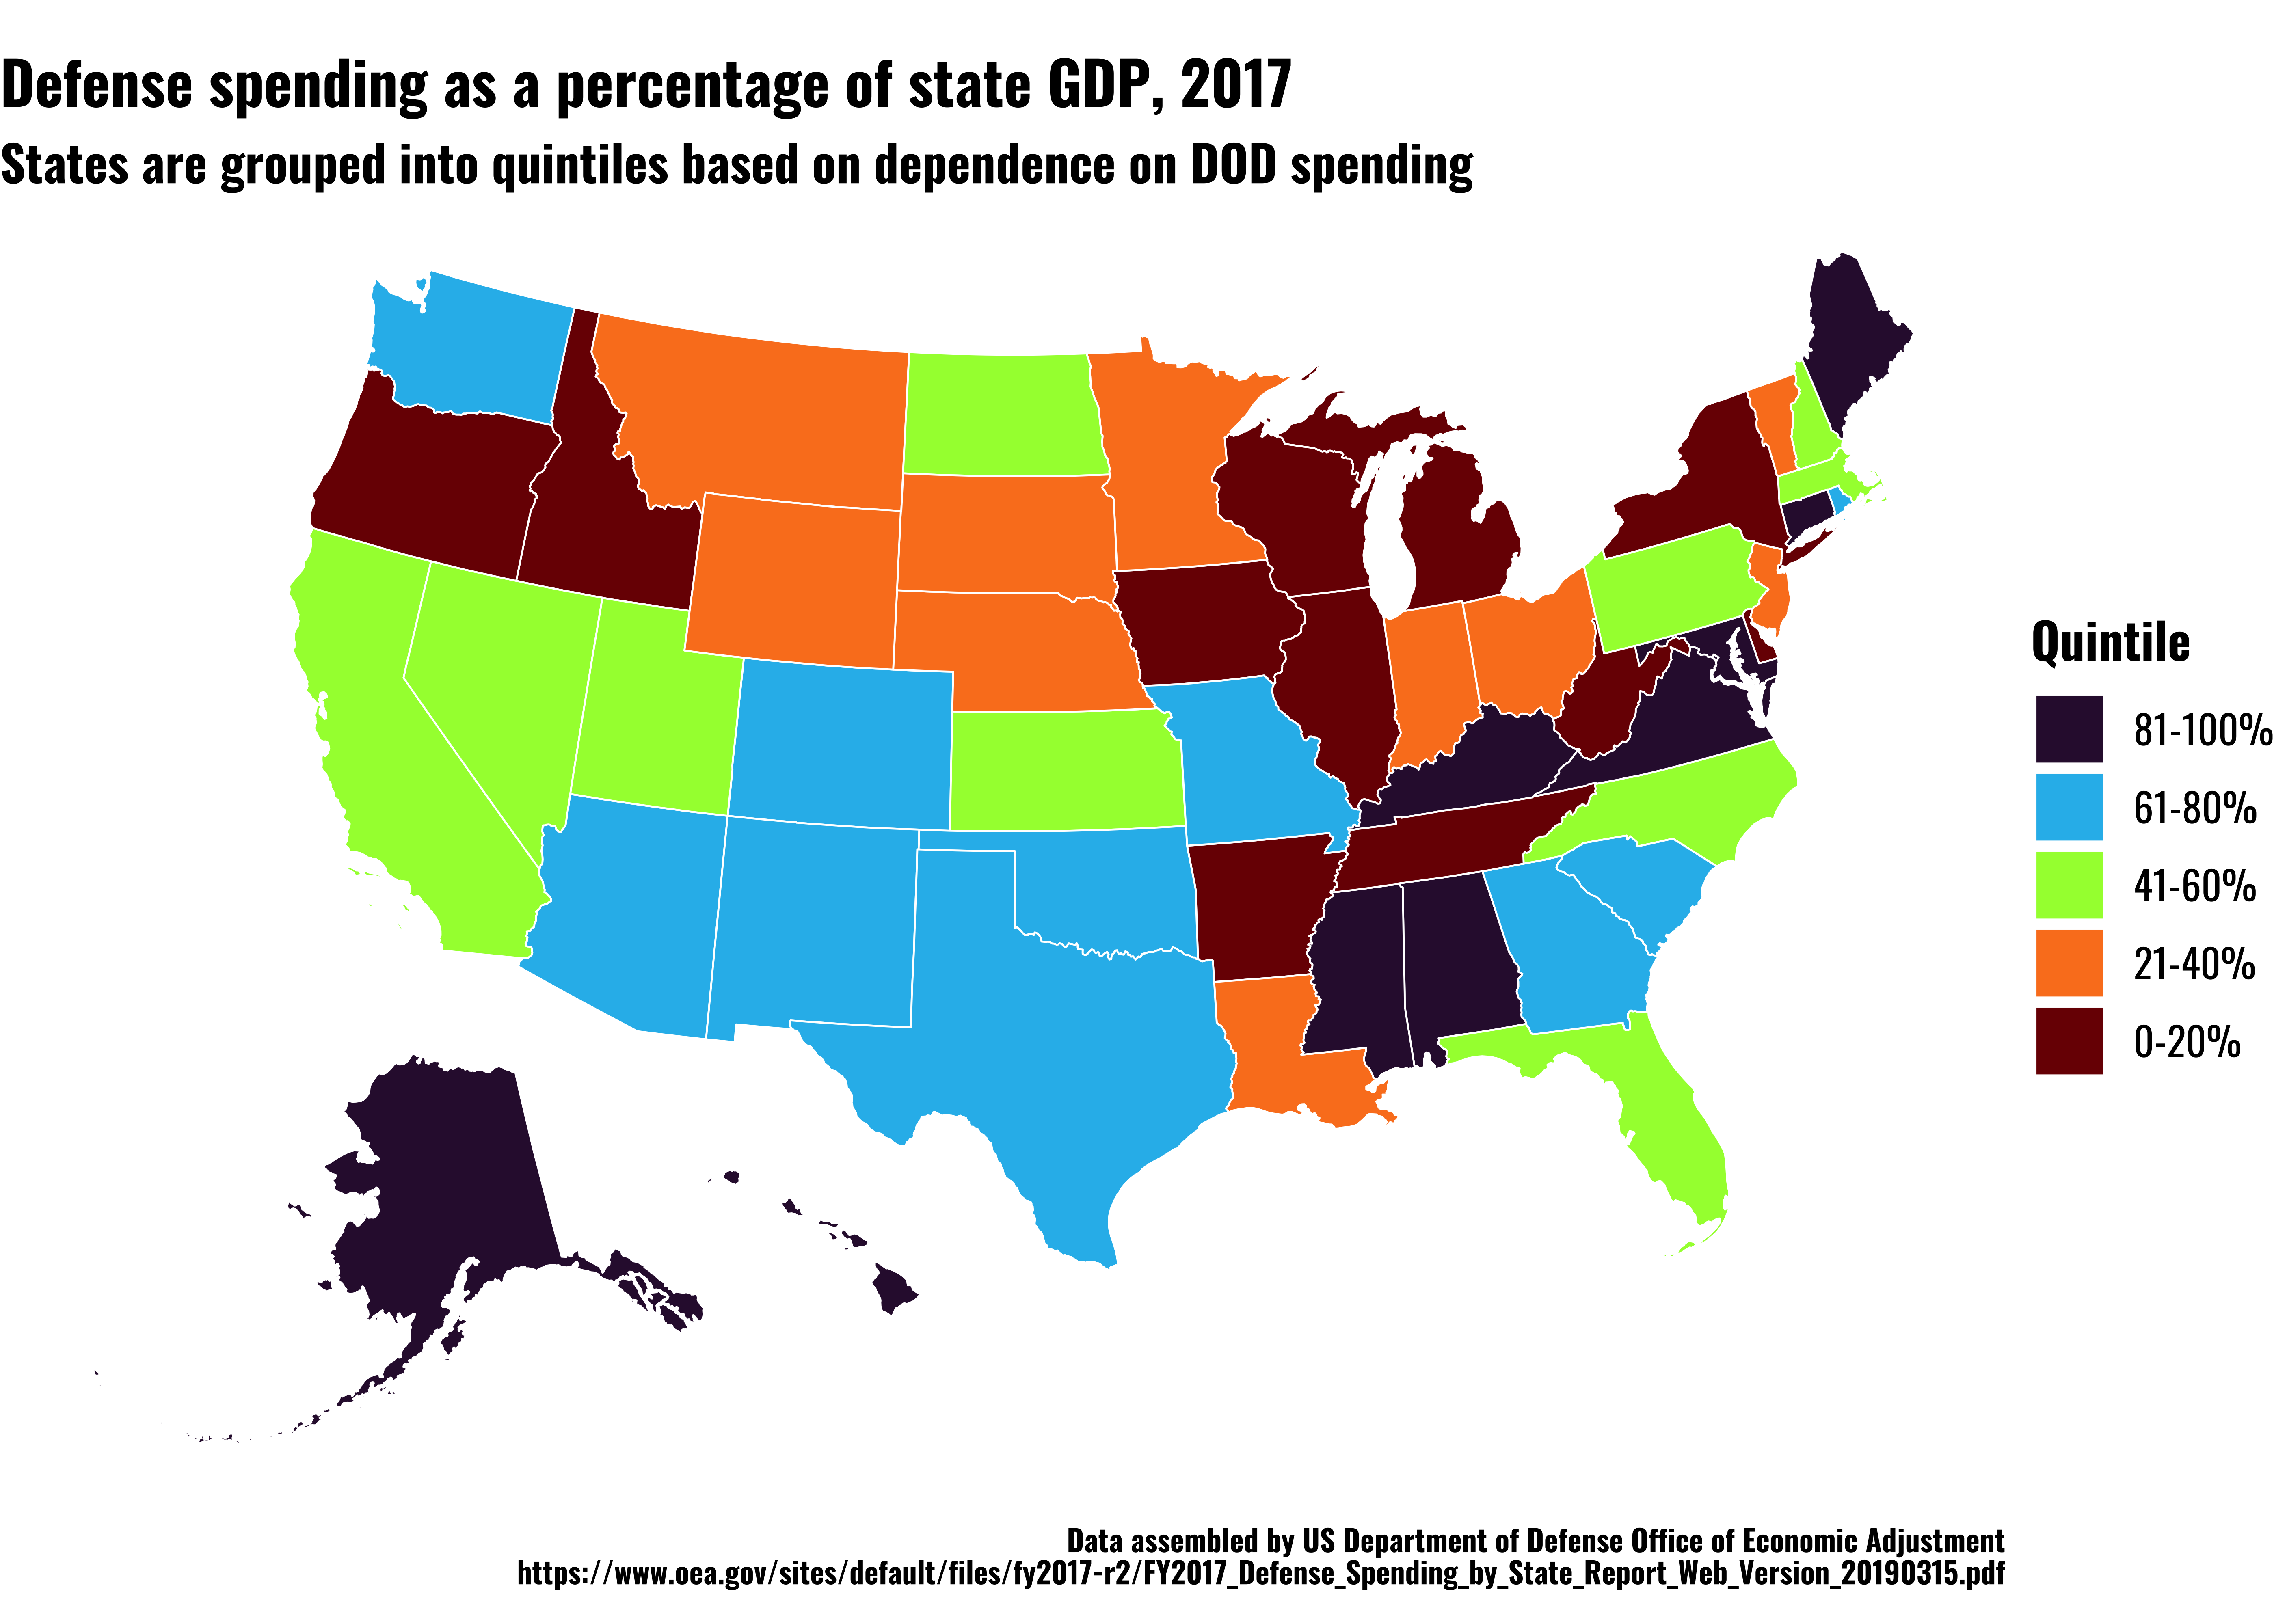 Defense spending as a percentage of state GDP, 2017
States are grouped into quintiles based on dependence on DOD spending
Quintile
81-100%
61-80%
41-60%
21-40%
0-20%
Data assembled by US Department of Defense Office of Economic Adjustment
https://www.oea.gov/sites/default/files/fy2017-r2/FY2017_Defense_Spending_by_State_Report_Web_Version_20190315.pdf